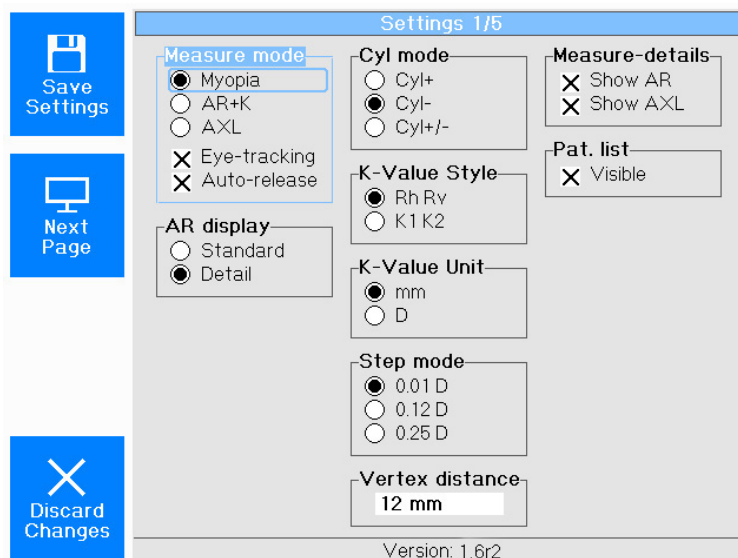 Settings 1/5
Save
Settings
Next
Page
Discard
Changes
Measure mode
Myopia
AR+K
AXL
Eye-tracking
Auto-release
AR display
Standard
Detail
Cyl mode
Cyl+
Cyl-
Cyl+/-
K-Value Style
Rh Rv
K1 K2
K-Value Unit
mm
D
Step mode
0.01 D
0.12 D
0.25 D
Vertex distance
12 mm
Measure-details
Show AR
Show AXL
Pat. list
Visible
Version: 1.6r2